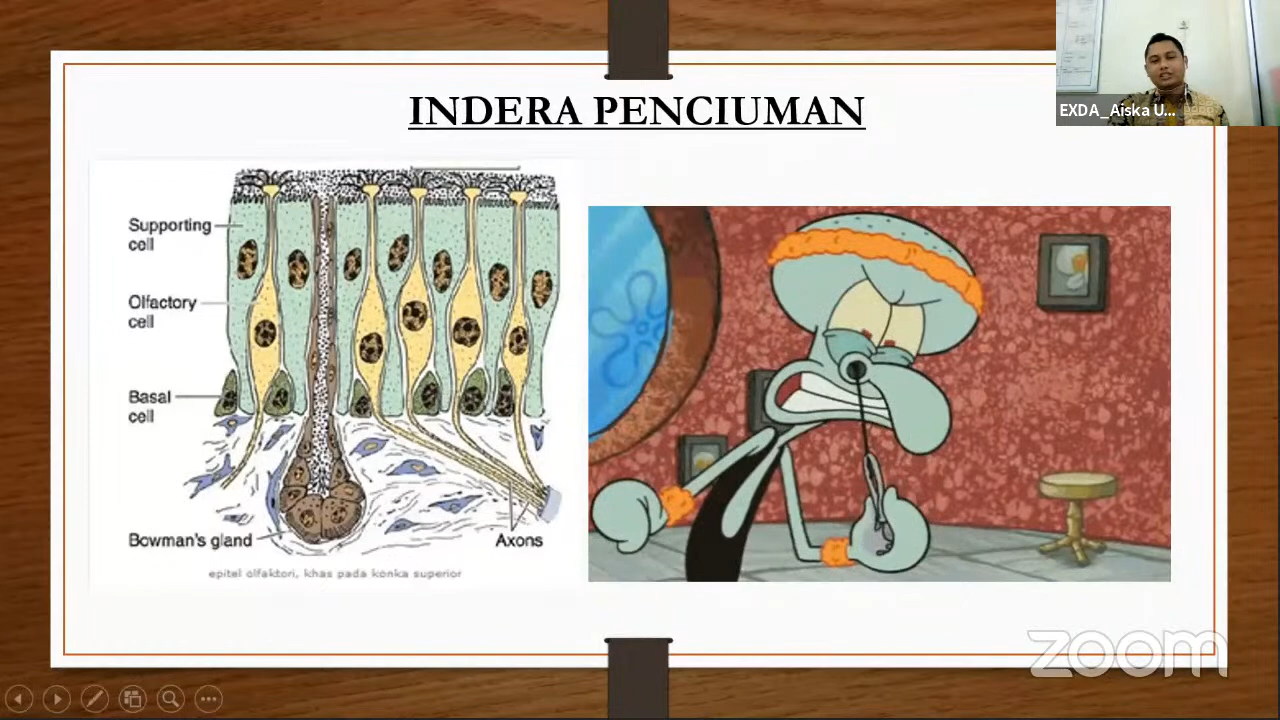 INDERA PENCIUMAN
EXDA_Aiska U...
Supporting
cell
Olfactory
cell
Basal
cell
Bowman's gland
Axons
epitel olfaktori, khas pada konka superior
zoom